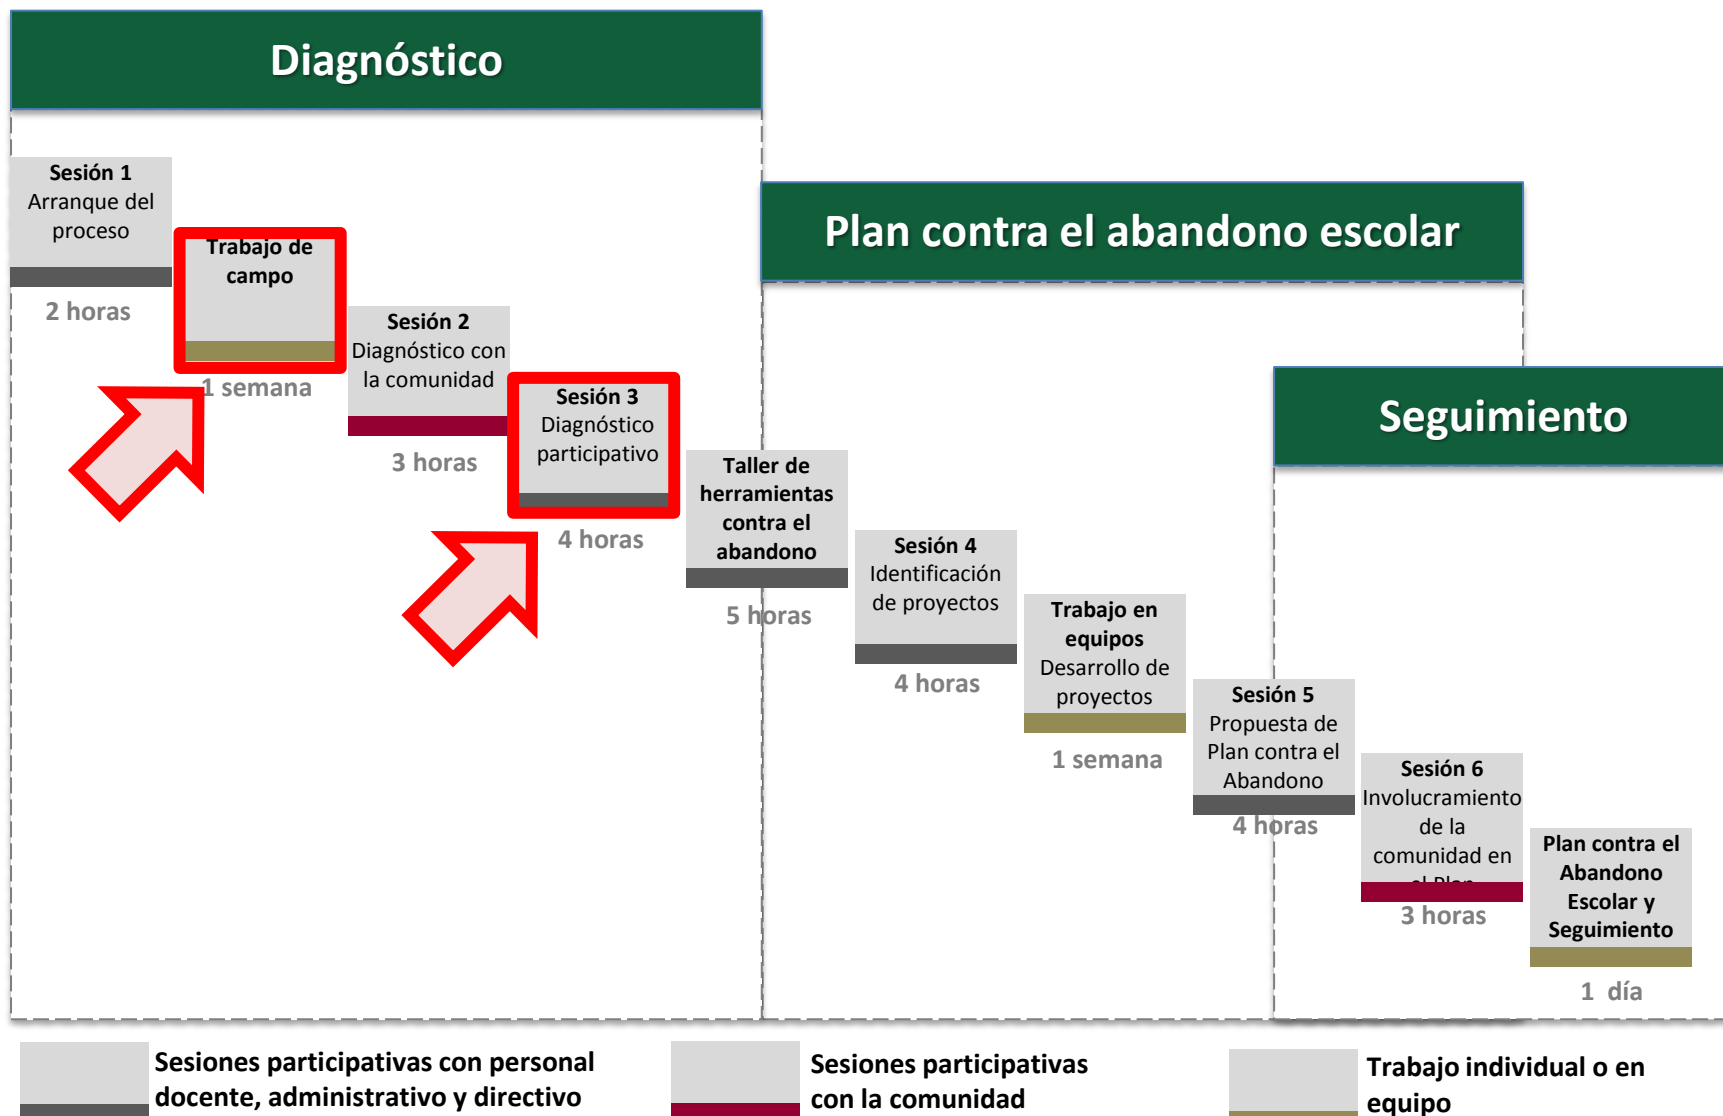 Diagnóstico
Sesión 1
Arranque del
proceso
2 horas
Trabajo de
campo
1 semana
Sesión 2
Diagnóstico con
la comunidad
3 horas
Sesión 3
Diagnóstico
participativo
4 horas
Plan contra el abandono escolar
Taller de
herramientas
contra el
abandono
5 horas
Sesión 4
Identificación
de proyectos
4 horas
Trabajo en
equipos
Desarrollo de
proyectos
1 semana
Seguimiento
Sesión 5
Propuesta de
Plan contra el
Abandono
4 horas
Sesión 6
Involucramiento
de la
comunidad en
el Plan
3 horas
Plan contra el
Abandono
Escolar y
Seguimiento
1 día
Sesiones participativas con personal
docente, administrativo y directivo
Sesiones participativas
con la comunidad
Trabajo individual o en
equipo